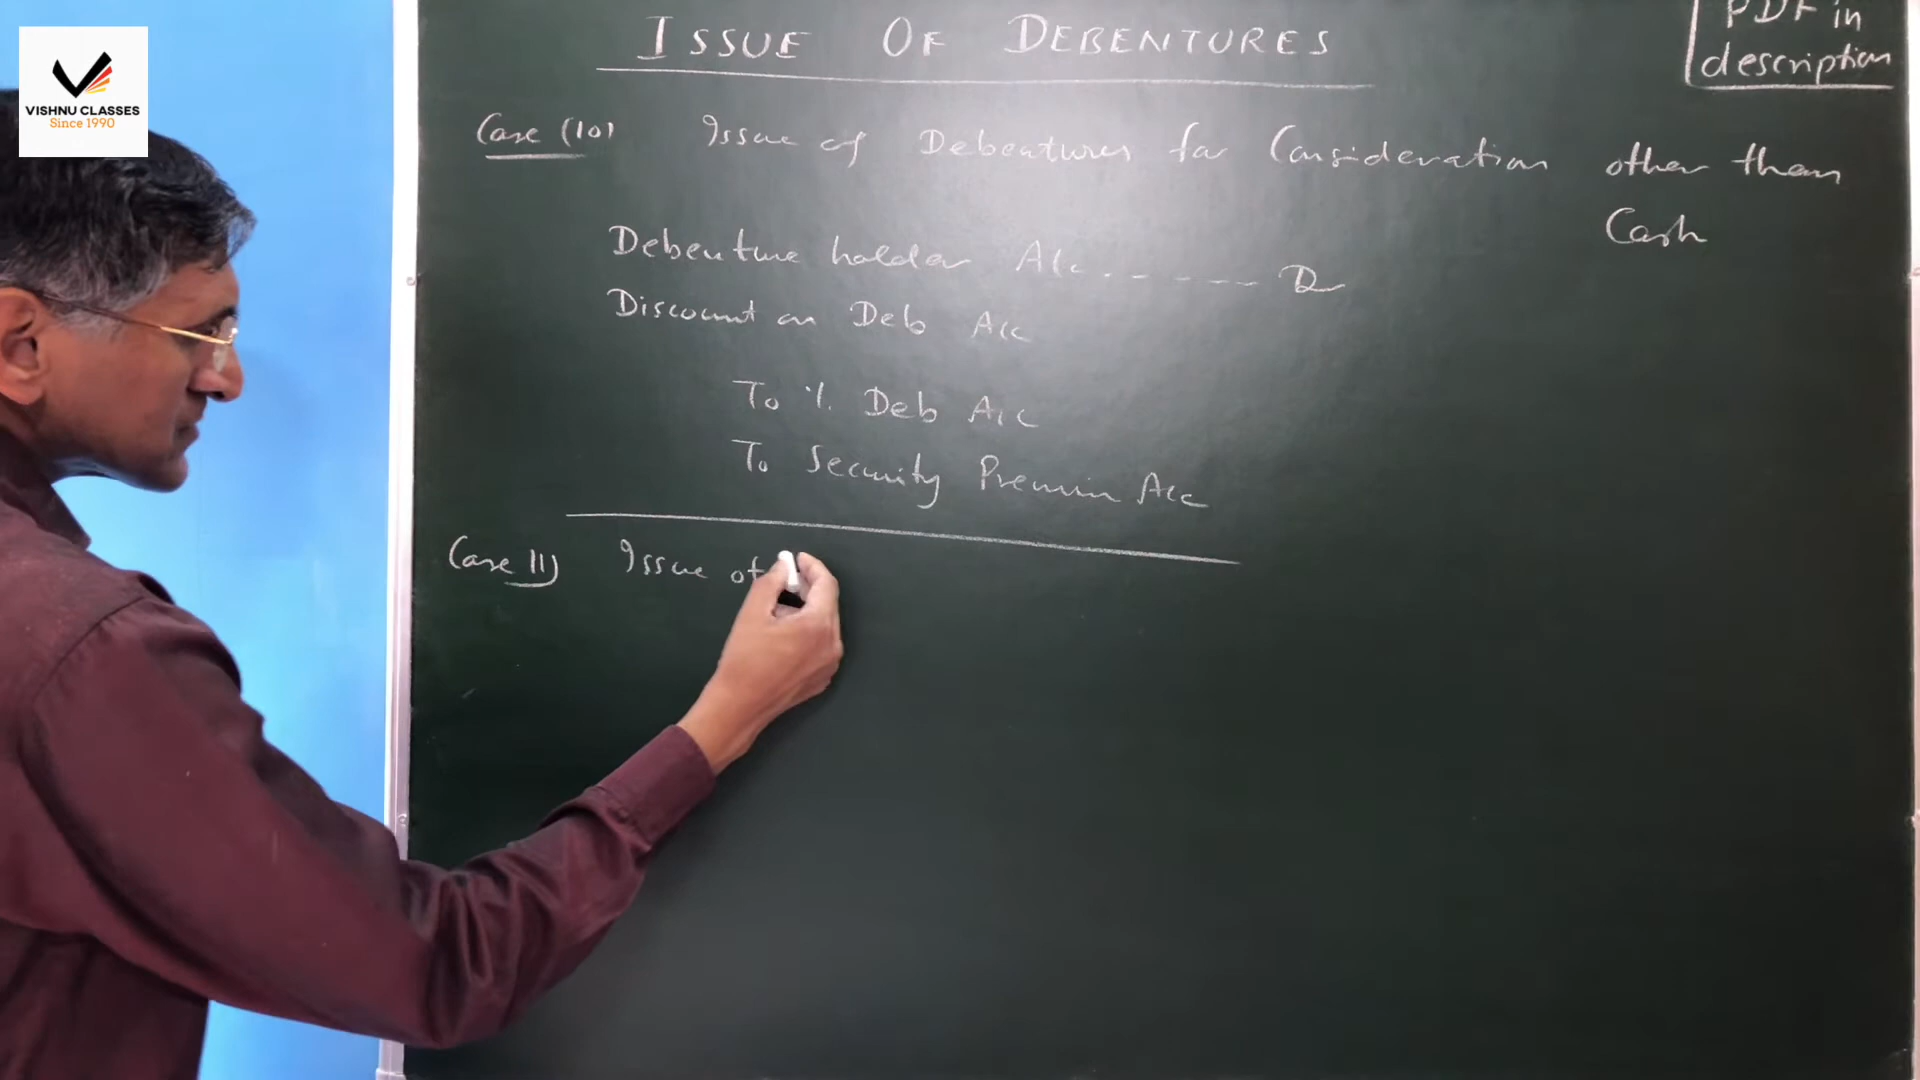 VISHNU CLASSES
Since 1990
ISSUE OF DEBENTURES
PDF in
description
Case (10) Issue of Debentures for Consideration other than
Cash
Debenture holder A/c. ----- Dr
Discount on Deb A/c
To %. Deb A/c
To Security Premium A/c
Case 11) Issue of